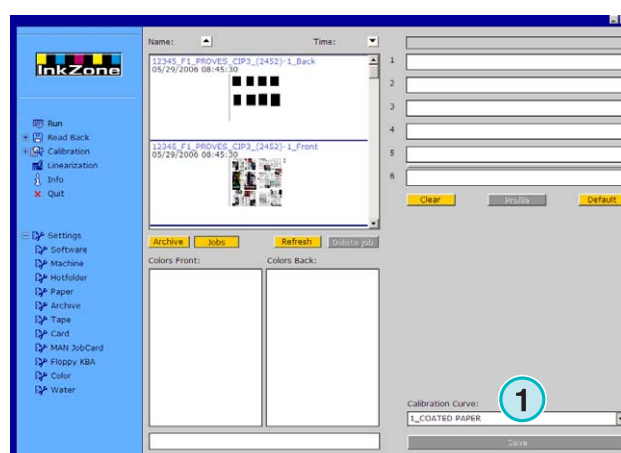 InkZone
Run
Read Back
Calibration
Linearization
Info
Quit
Settings
Software
Machine
Hotfolder
Paper
Archive
Tape
Card
MAN JobCard
Floppy KBA
Color
Water
Name: Time:
12345_F1_PROVES_CIP3_(2452)-1_Back
05/29/2006 08:45:30
12345_F1_PROVES_CIP3_(2452)-1_Front
05/29/2006 08:45:30
Archive Jobs Refresh Delete job
Colors Front: Colors Back:
1
2
3
4
5
6
Clear Profile Default
Calibration Curve:
1
1_COATED PAPER
Save